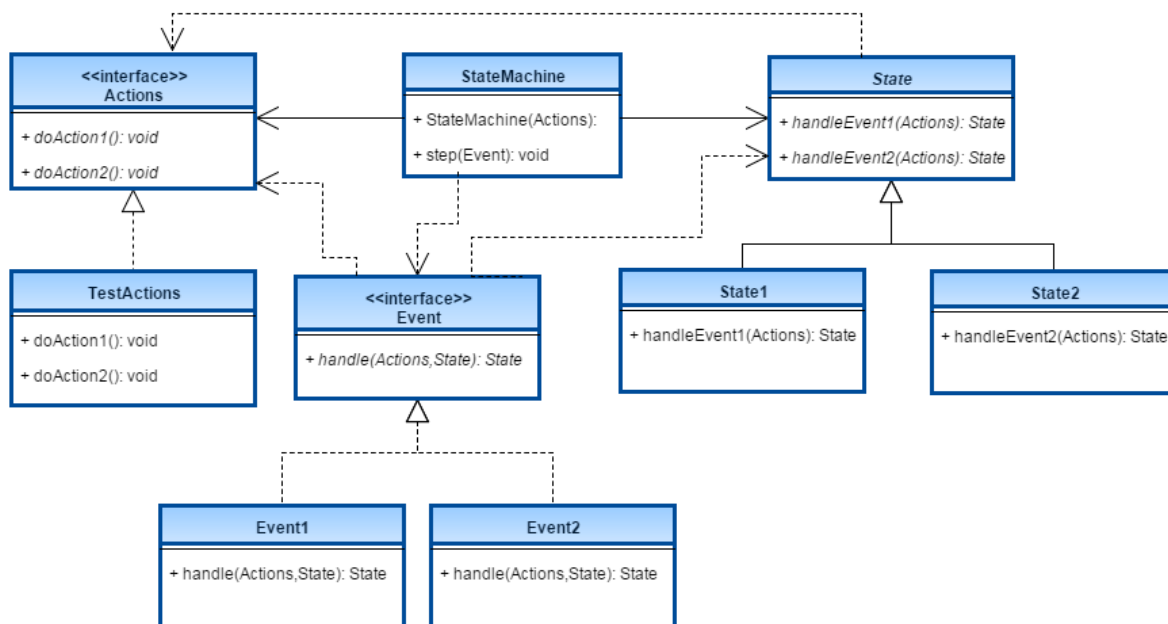 <<interface>>
Actions
+ doAction1(): void
+ doAction2(): void
StateMachine
+ StateMachine(Actions):
+ step(Event): void
State
+ handleEvent1(Actions): State
+ handleEvent2(Actions): State
TestActions
+ doAction1(): void
+ doAction2(): void
<<interface>>
Event
+ handle(Actions,State): State
State1
+ handleEvent1(Actions): State
State2
+ handleEvent2(Actions): State
Event1
+ handle(Actions,State): State
Event2
+ handle(Actions,State): State